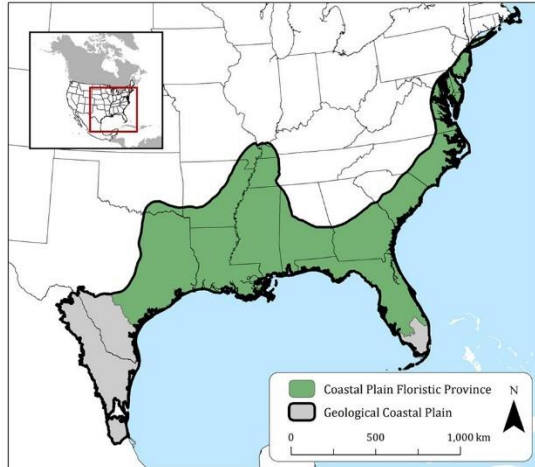 Coastal Plain Floristic Province
N
Geological Coastal Plain
0 500 1,000 km